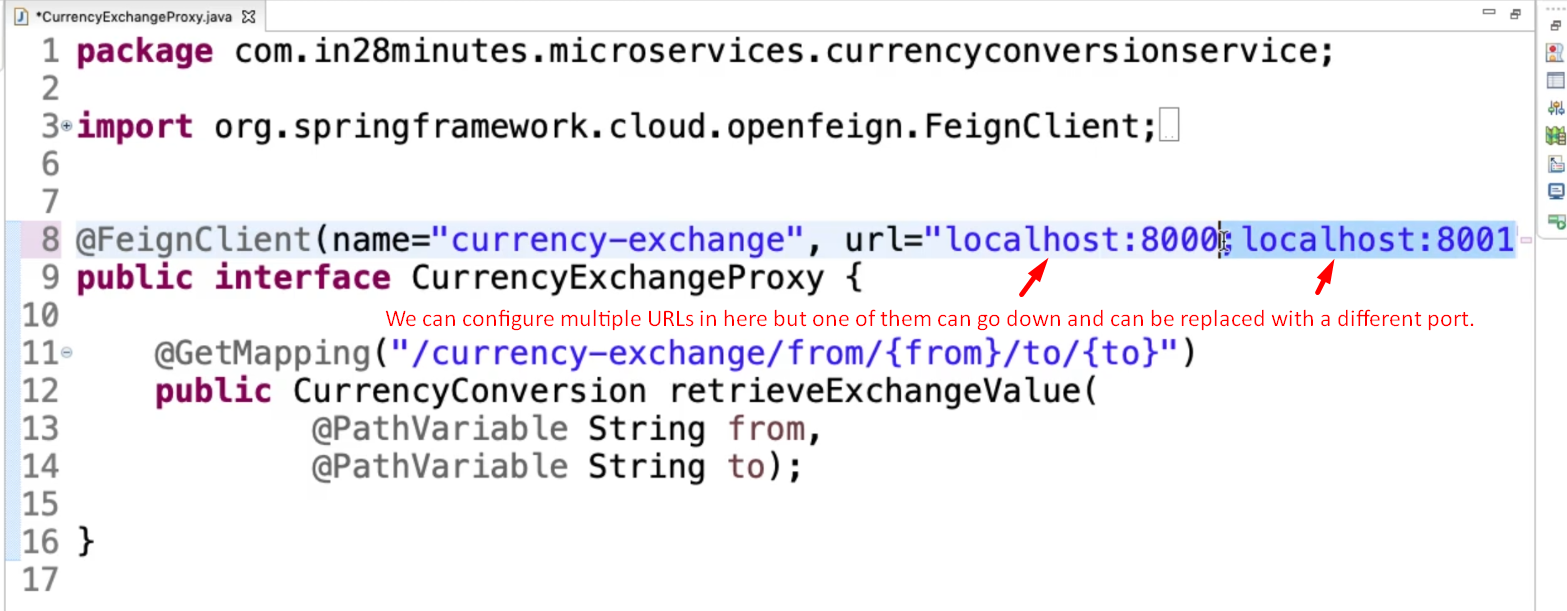 *CurrencyExchangeProxy.java
1 package com.in28minutes.microservices.currencyconversionservice;
2
3 import org.springframework.cloud.openfeign.FeignClient;
6
7
8 @FeignClient(name="currency-exchange", url="localhost:8000; localhost:8001"
9 public interface CurrencyExchangeProxy {
10
We can configure multiple URLs in here but one of them can go down and can be replaced with a different port.
11 @GetMapping("/currency-exchange/from/{from}/to/{to}")
12 public CurrencyConversion retrieveExchangeValue(
13 @PathVariable String from,
14 @PathVariable String to);
15
16 }
17